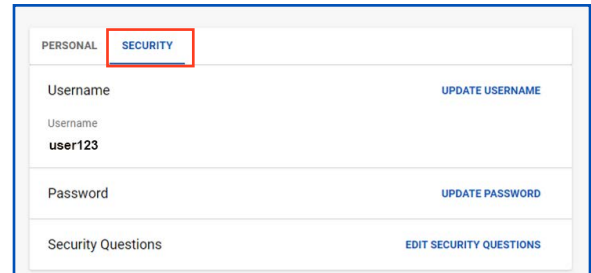 PERSONAL SECURITY
Username UPDATE USERNAME
Username
user123
Password UPDATE PASSWORD
Security Questions EDIT SECURITY QUESTIONS